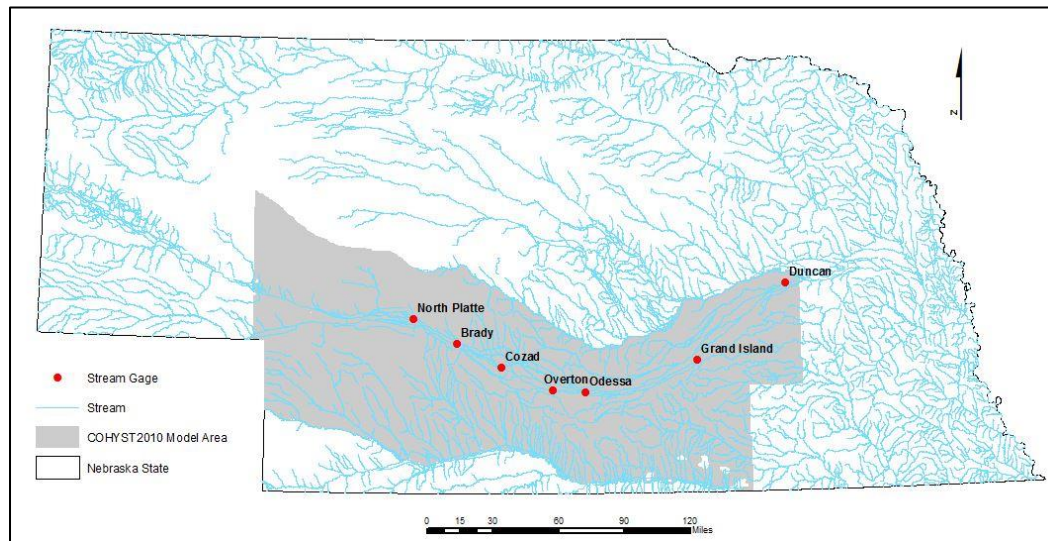 N
Duncan
North Platte
Brady
Grand Island
Cozad
Overton Odessa
Stream Gage
Stream
COHYST2010 Model Area
Nebraska State
0 15 30 60 90 120
Miles